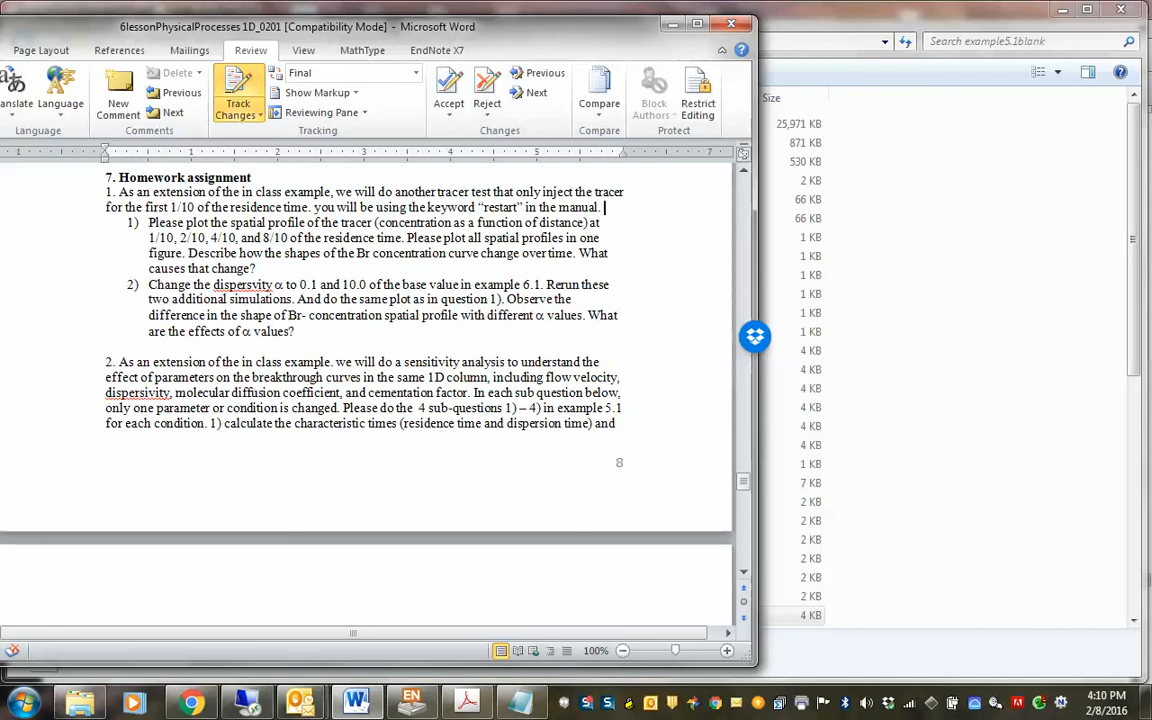 6lessonPhysicalProcesses 1D_0201 [Compatibility Mode] - Microsoft Word
Page Layout References Mailings Review View MathType EndNote X7
Search example5.1blank
Delete Previous Next
New Comment
Comments
Language
Language
Track Changes
Final
Show Markup
Reviewing Pane
Tracking
Accept Reject
Previous
Next
Changes
Compare
Compare
Block Authors
Restrict Editing
Protect
Size
25,971 KB
871 KB
530 KB
66 KB
66 KB
1 KB
1 KB
1 KB
1 KB
1 KB
1 KB
4 KB
4 KB
4 KB
4 KB
4 KB
4 KB
1 KB
7 KB
2 KB
2 KB
2 KB
2 KB
2 KB
2 KB
4 KB
1 1 2 3 4 5 7
7. Homework assignment
1. As an extension of the in class example, we will do another tracer test that only inject the tracer
for the first 1/10 of the residence time. you will be using the keyword “restart” in the manual.
1) Please plot the spatial profile of the tracer (concentration as a function of distance) at
1/10, 2/10, 4/10, and 8/10 of the residence time. Please plot all spatial profiles in one
figure. Describe how the shapes of the Br concentration curve change over time. What
causes that change?
2) Change the dispersvity α to 0.1 and 10.0 of the base value in example 6.1. Rerun these
two additional simulations. And do the same plot as in question 1). Observe the
difference in the shape of Br- concentration spatial profile with different α values. What
are the effects of α values?
2. As an extension of the in class example. we will do a sensitivity analysis to understand the
effect of parameters on the breakthrough curves in the same 1D column, including flow velocity,
dispersivity, molecular diffusion coefficient, and cementation factor. In each sub question below,
only one parameter or condition is changed. Please do the 4 sub-questions 1) – 4) in example 5.1
for each condition. 1) calculate the characteristic times (residence time and dispersion time) and
8
100%
EN
4:10 PM
2/8/2016